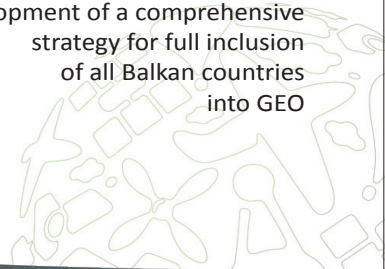 opment of a comprehensive
strategy for full inclusion
of all Balkan countries
into GEO